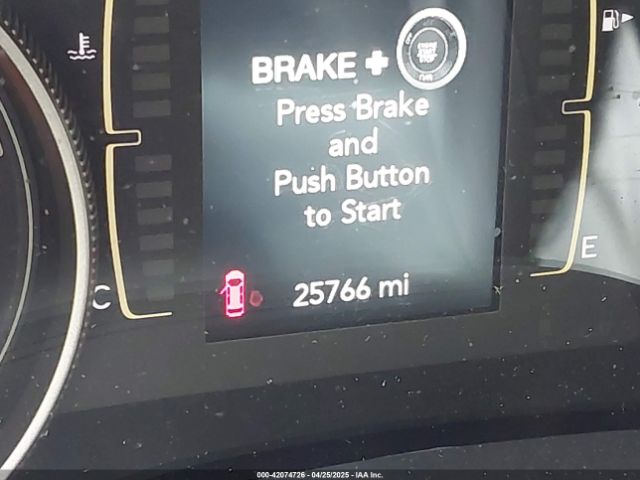 BRAKE +
Press Brake
and
Push Button
to Start
25766 mi
C
E
000-42074726 - 04/25/2025 - IAA Inc.